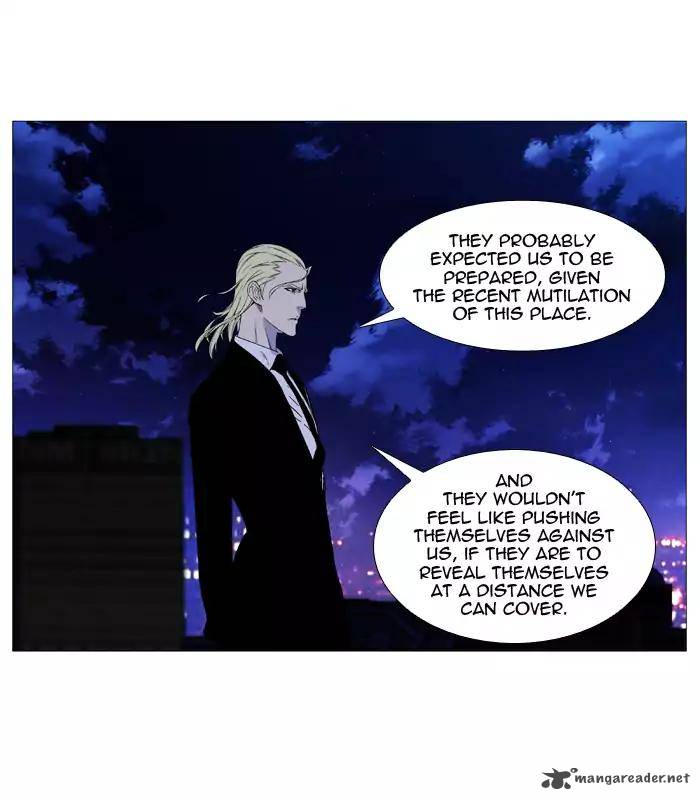 THEY PROBABLY
EXPECTED US TO BE
PREPARED, GIVEN
THE RECENT MUTILATION
OF THIS PLACE.
AND
THEY WOULDN'T
FEEL LIKE PUSHING
THEMSELVES AGAINST
US, IF THEY ARE TO
REVEAL THEMSELVES
AT A DISTANCE WE
CAN COVER.
mangareader.net